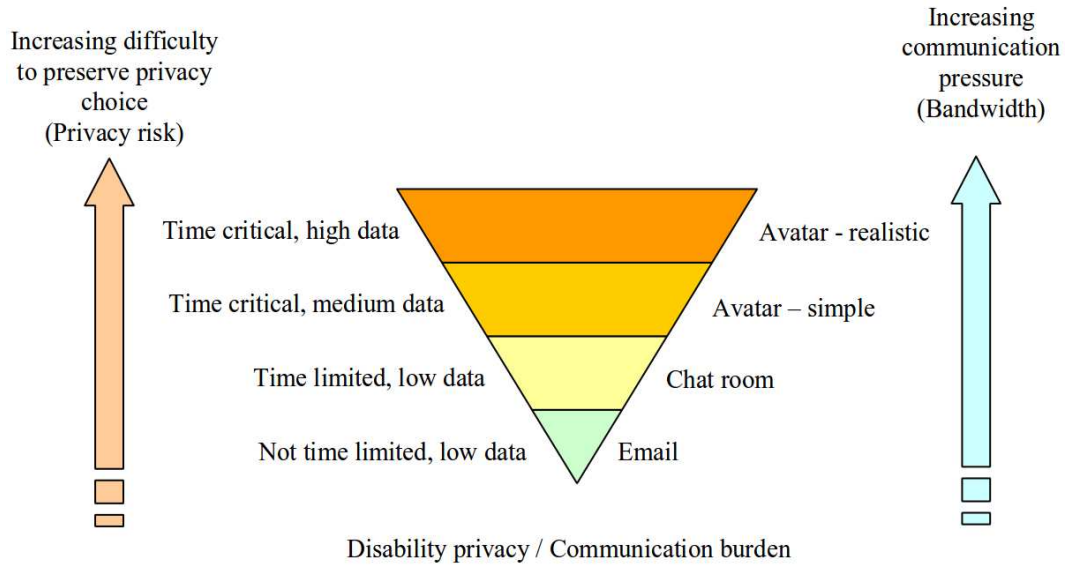 Increasing difficulty
to preserve privacy
choice
(Privacy risk)
Increasing
communication
pressure
(Bandwidth)
Time critical, high data
Avatar - realistic
Time critical, medium data
Avatar – simple
Time limited, low data
Chat room
Not time limited, low data
Email
Disability privacy / Communication burden